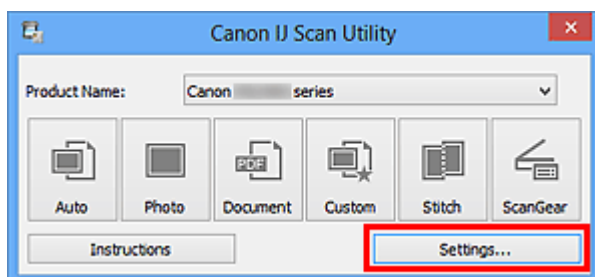 Canon IJ Scan Utility
Product Name: Canon series
PDF
Auto Photo Document Custom Stitch ScanGear
Instructions Settings...